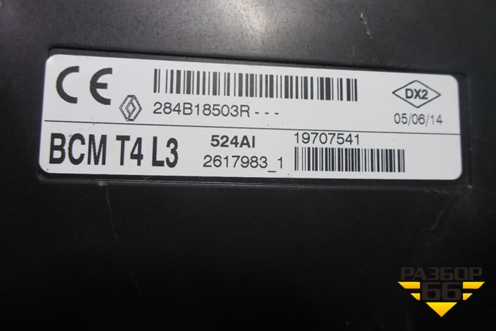 CE
284B18503R---
DX2
05/06/14
BCM T4 L3
524AI
19707541
2617983_1
РАЗБОР
66